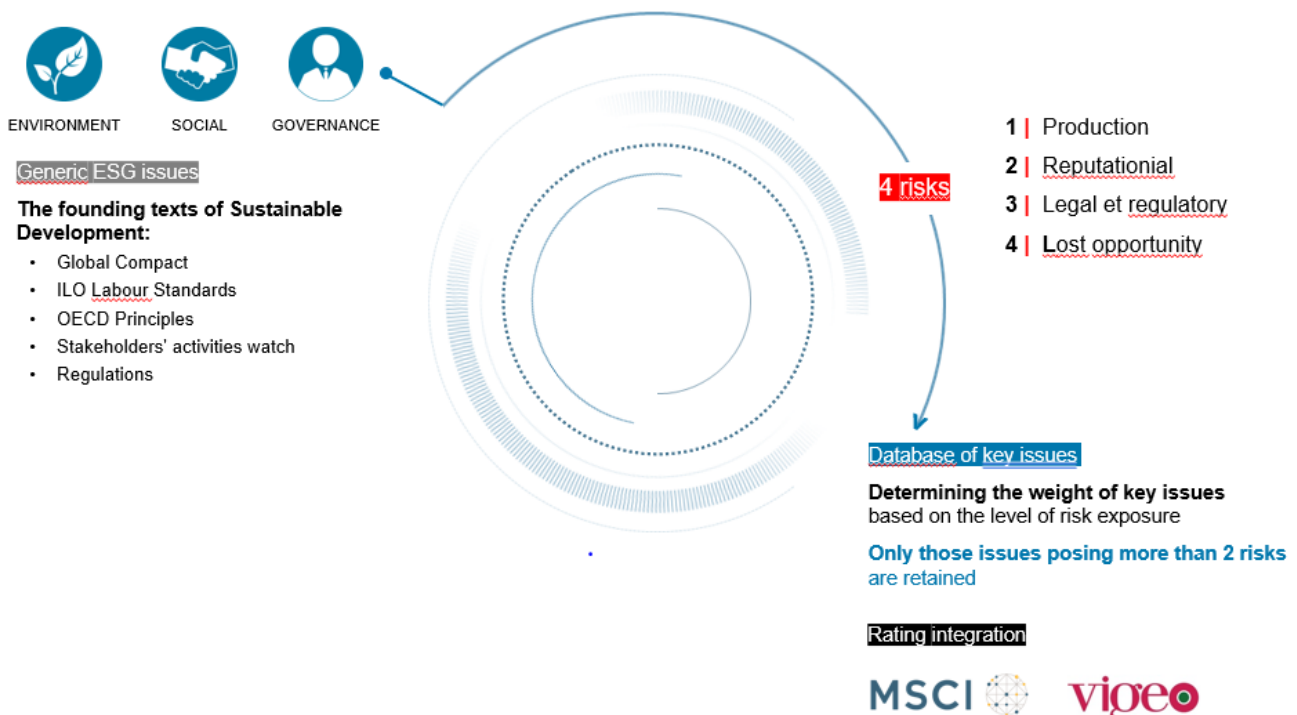 ENVIRONMENT
SOCIAL
GOVERNANCE
Generic ESG issues
The founding texts of Sustainable
Development:
• Global Compact
• ILO Labour Standards
• OECD Principles
• Stakeholders' activities watch
• Regulations
4 risks
1 | Production
2 | Reputationial
3 | Legal et regulatory
4 | Lost opportunity
Database of key issues
Determining the weight of key issues
based on the level of risk exposure
Only those issues posing more than 2 risks
are retained
Rating integration
MSCI
vigeo